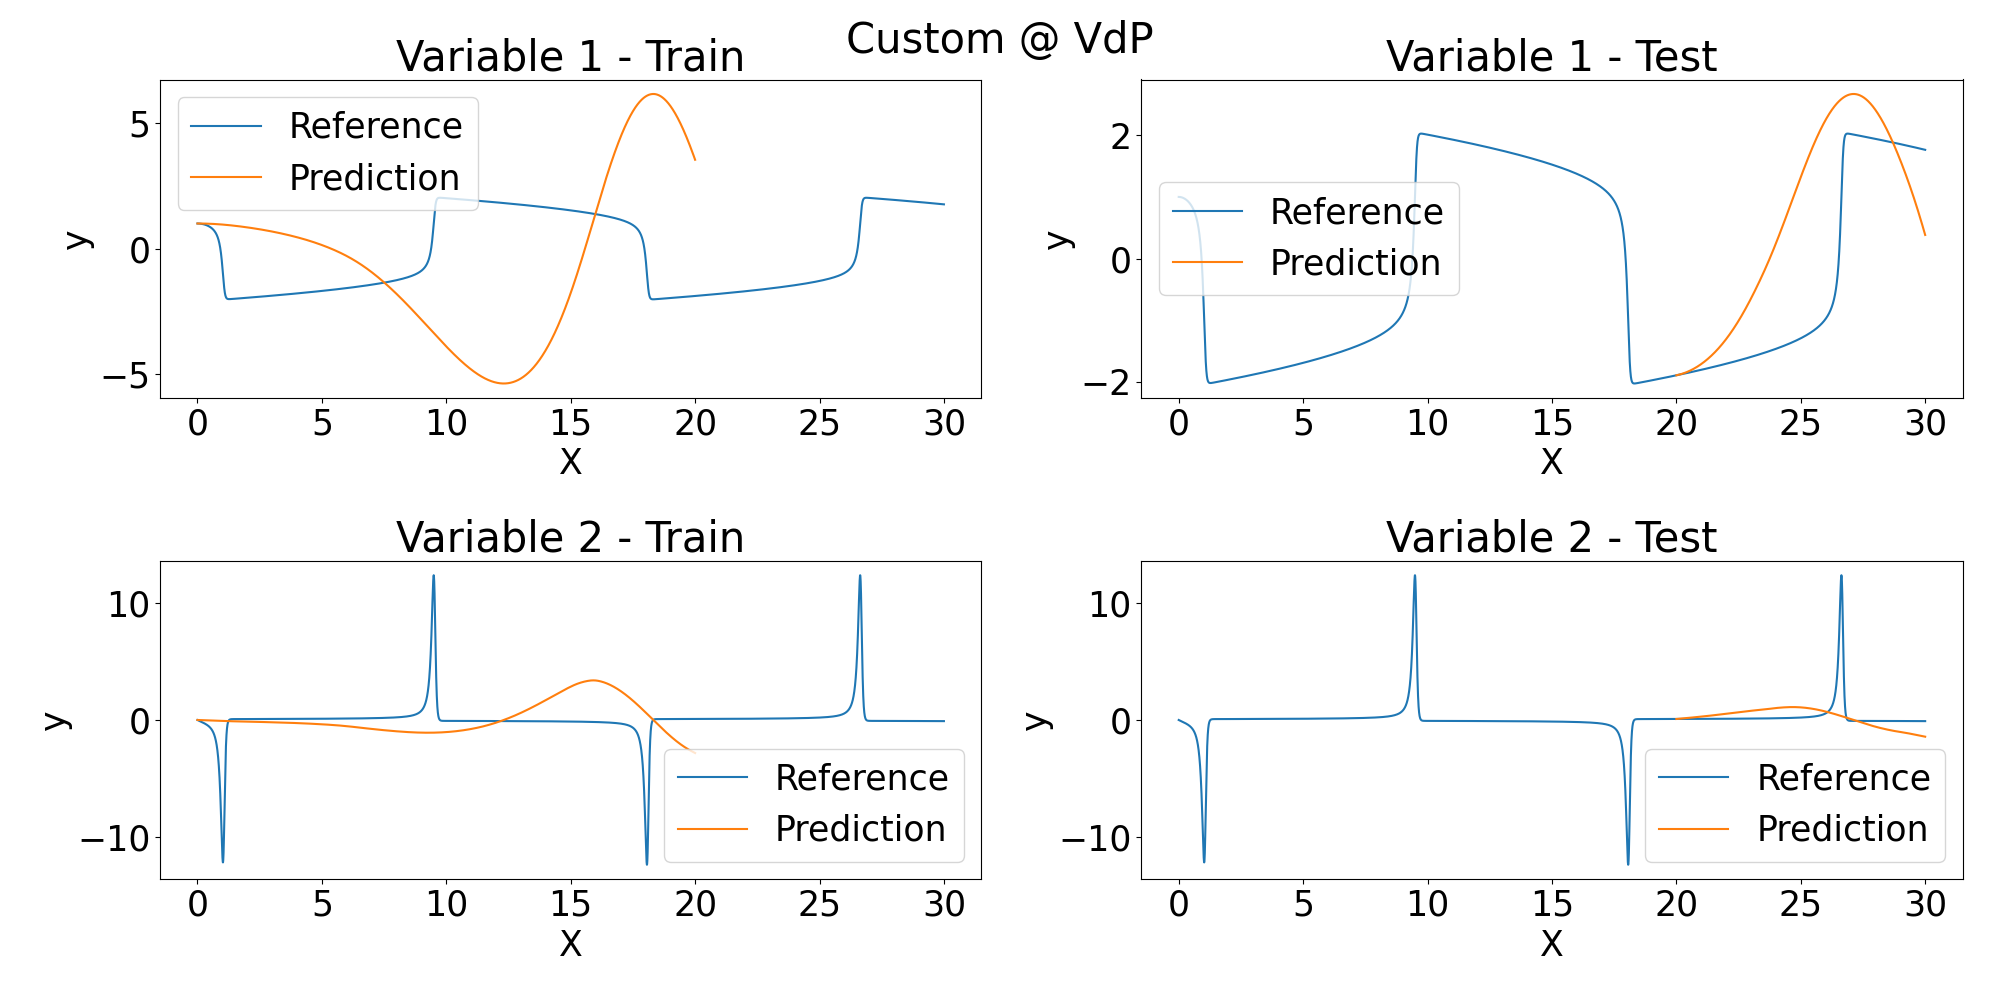 Custom @ VdP
Variable 1 - Train
y
5
0
−5
Reference
Prediction
0 5 10 15 20 25 30
X
Variable 1 - Test
y
2
0
−2
Reference
Prediction
0 5 10 15 20 25 30
X
Variable 2 - Train
y
10
0
−10
Reference
Prediction
0 5 10 15 20 25 30
X
Variable 2 - Test
y
10
0
−10
Reference
Prediction
0 5 10 15 20 25 30
X